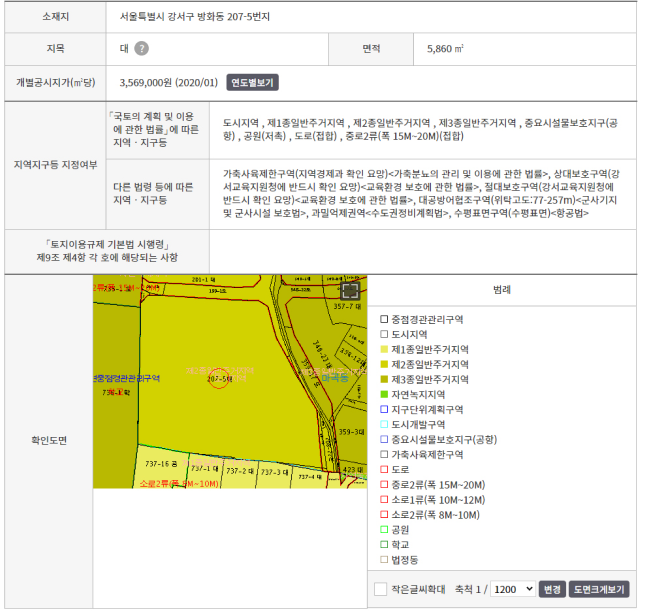 소재지 서울특별시 강서구 방화동 207-5번지
지목 대 ? 면적 5,860 ㎡
개별공시지가(㎡당) 3,569,000원 (2020/01) 연도별보기
지역지구등 지정여부
「국토의 계획 및 이용
에 관한 법률」에 따른
지역ㆍ지구등
도시지역 , 제1종일반주거지역 , 제2종일반주거지역 , 제3종일반주거지역 , 중요시설물보호지구(공
항) , 공원(저촉) , 도로(접합) , 중로2류(폭 15M~20M)(접합)
다른 법령 등에 따른
지역ㆍ지구등
가축사육제한구역(지역경제과 확인 요망)<가축분뇨의 관리 및 이용에 관한 법률>, 상대보호구역(강
서교육지원청에 반드시 확인 요망)<교육환경 보호에 관한 법률>, 절대보호구역(강서교육지원청에
반드시 확인 요망)<교육환경 보호에 관한 법률>, 대공방어협조구역(위탁고도:77-257m)<군사기지
및 군사시설 보호법>, 과밀억제권역<수도권정비계획법>, 수평표면구역(수평표면)<항공법>
「토지이용규제 기본법 시행령」
제9조 제4항 각 호에 해당되는 사항
확인도면
201-1 대
199-1도
357-7 대
348-23대
359-3대
423 대
207-5대
737-16 공
737-1 대
737-2 대
737-3 대
737-4 대
소로2류(폭 8M~10M)
범례
중점경관관리구역
도시지역
제1종일반주거지역
제2종일반주거지역
제3종일반주거지역
자연녹지지역
지구단위계획구역
도시개발구역
중요시설물보호지구(공항)
가축사육제한구역
도로
중로2류(폭 15M~20M)
소로1류(폭 10M~12M)
소로2류(폭 8M~10M)
공원
학교
법정동
작은글씨확대 축척 1 / 1200 변경 도면크게보기